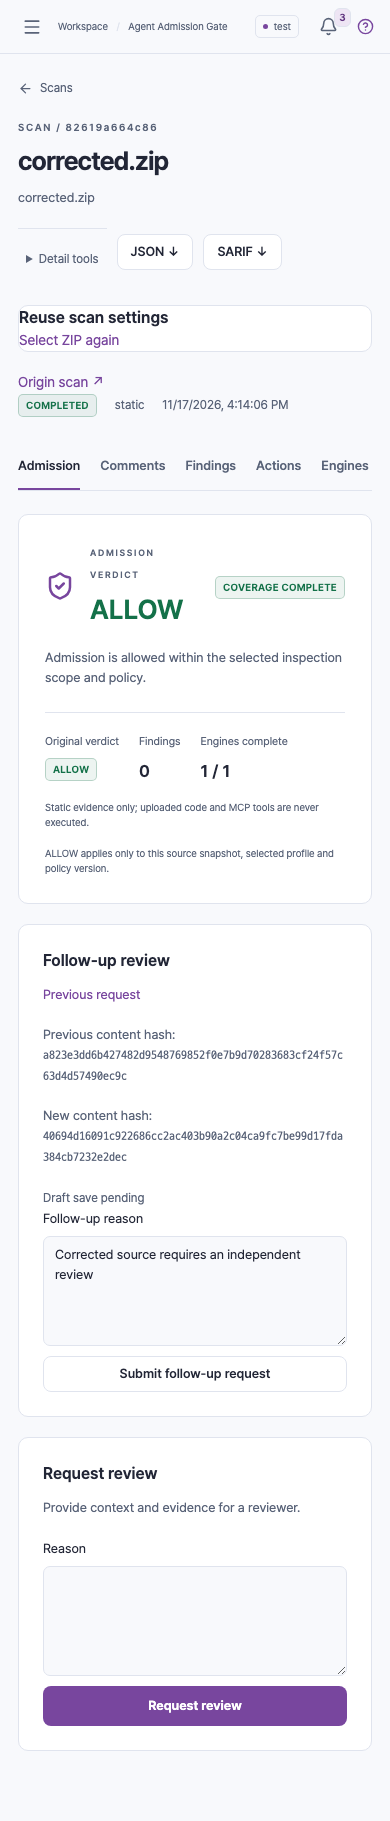 Workspace / Agent Admission Gate
test
3
← Scans
SCAN / 82619a664c86
corrected.zip
corrected.zip
▶ Detail tools
JSON ↓
SARIF ↓
Reuse scan settings
Select ZIP again
Origin scan ↗
COMPLETED static 11/17/2026, 4:14:06 PM
Admission Comments Findings Actions Engines
ADMISSION
VERDICT
ALLOW
COVERAGE COMPLETE
Admission is allowed within the selected inspection
scope and policy.
Original verdict Findings Engines complete
ALLOW 0 1 / 1
Static evidence only; uploaded code and MCP tools are never
executed.
ALLOW applies only to this source snapshot, selected profile and
policy version.
Follow-up review
Previous request
Previous content hash:
a823e3dd6b427482d9548769852f0e7b9d70283683cf24f57c
63d4d57490ec9c
New content hash:
40694d16091c922686cc2ac403b90a2c04ca9fc7be99d17fda
384cb7232e2dec
Draft save pending
Follow-up reason
Corrected source requires an independent
review
Submit follow-up request
Request review
Provide context and evidence for a reviewer.
Reason
Request review